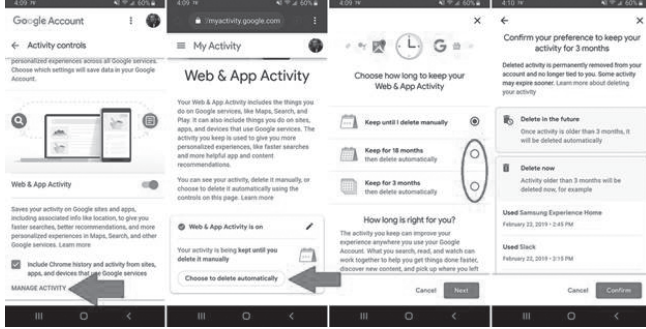 4:09
60%
Google Account
Activity controls
personalized experiences across all Google services.
Choose which settings will save data in your Google
Account.
Web & App Activity
Saves your activity on Google sites and apps,
including associated info like location, to give you
faster searches, better recommendations, and more
personalized experiences in Maps, Search, and other
Google services. Learn more
Include Chrome history and activity from sites,
apps, and devices that use Google services
MANAGE ACTIVITY
4:09
60%
myactivity.google.com
My Activity
Web & App Activity
Your Web & App Activity includes the things you
do on Google services, like Maps, Search, and
Play. It can also include things you do on sites,
apps, and devices that use Google services. The
activity you keep is used to give you more
personalized experiences, like faster searches
and more helpful app and content
recommendations.
You can see your activity, delete it manually, or
choose to delete it automatically using the
controls on this page. Learn more
Web & App Activity is on
Your activity is being kept until you
delete it manually
Choose to delete automatically
4:09
60%
Choose how long to keep your
Web & App Activity
Keep until I delete manually
Keep for 18 months
then delete automatically
Keep for 3 months
then delete automatically
How long is right for you?
The activity you keep can improve your
experience anywhere you use your Google
Account. What you search, read, and watch can
work together to help you get things done faster,
discover new content, and pick up where you left
Cancel
Next
4:10
60%
Confirm your preference to keep your
activity for 3 months
Deleted activity is permanently removed from your
account and no longer tied to you. Some activity
may expire sooner. Learn more about deleting
your activity
Delete in the future
Once activity is older than 3 months, it
will be deleted automatically
Delete now
Activity older than 3 months will be
deleted now, for example
Used Samsung Experience Home
February 22, 2019 • 2:45 PM
Used Slack
February 22, 2019 • 2:15 PM
Cancel
Confirm